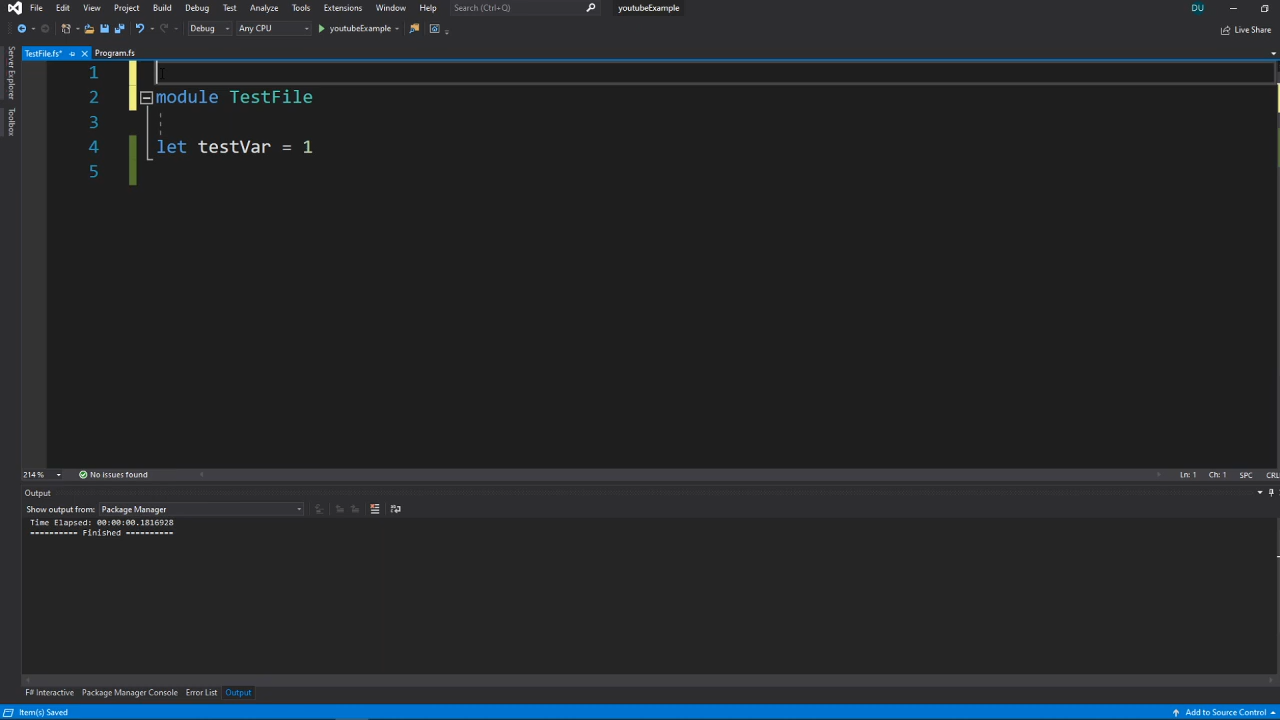 File Edit View Project Build Debug Test Analyze Tools Extensions Window Help Search (Ctrl+Q) youtubeExample DU
Debug Any CPU youtubeExample Live Share
TestFile.fs* Program.fs
Server Explorer
Toolbox
1
2 module TestFile
3
4 let testVar = 1
5
214 % No issues found Ln: 1 Ch: 1 SPC CRL
Output
Show output from: Package Manager
Time Elapsed: 00:00:00.1816928
========== Finished ==========
F# Interactive Package Manager Console Error List Output
Item(s) Saved Add to Source Control